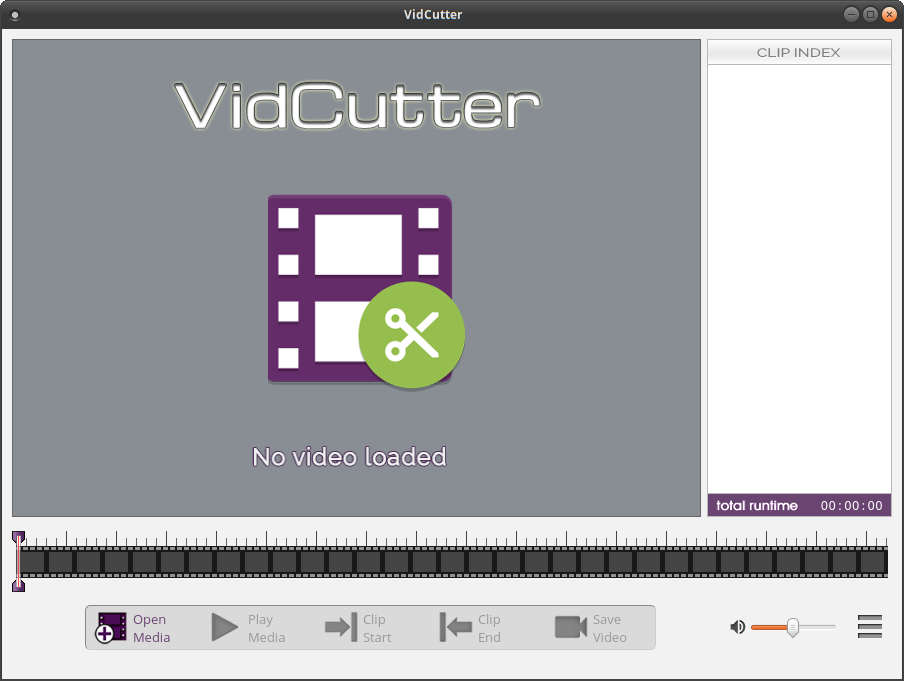 VidCutter
CLIP INDEX
VidCutter
No video loaded
total runtime 00:00:00
Open
Media
Play
Media
Clip
Start
Clip
End
Save
Video